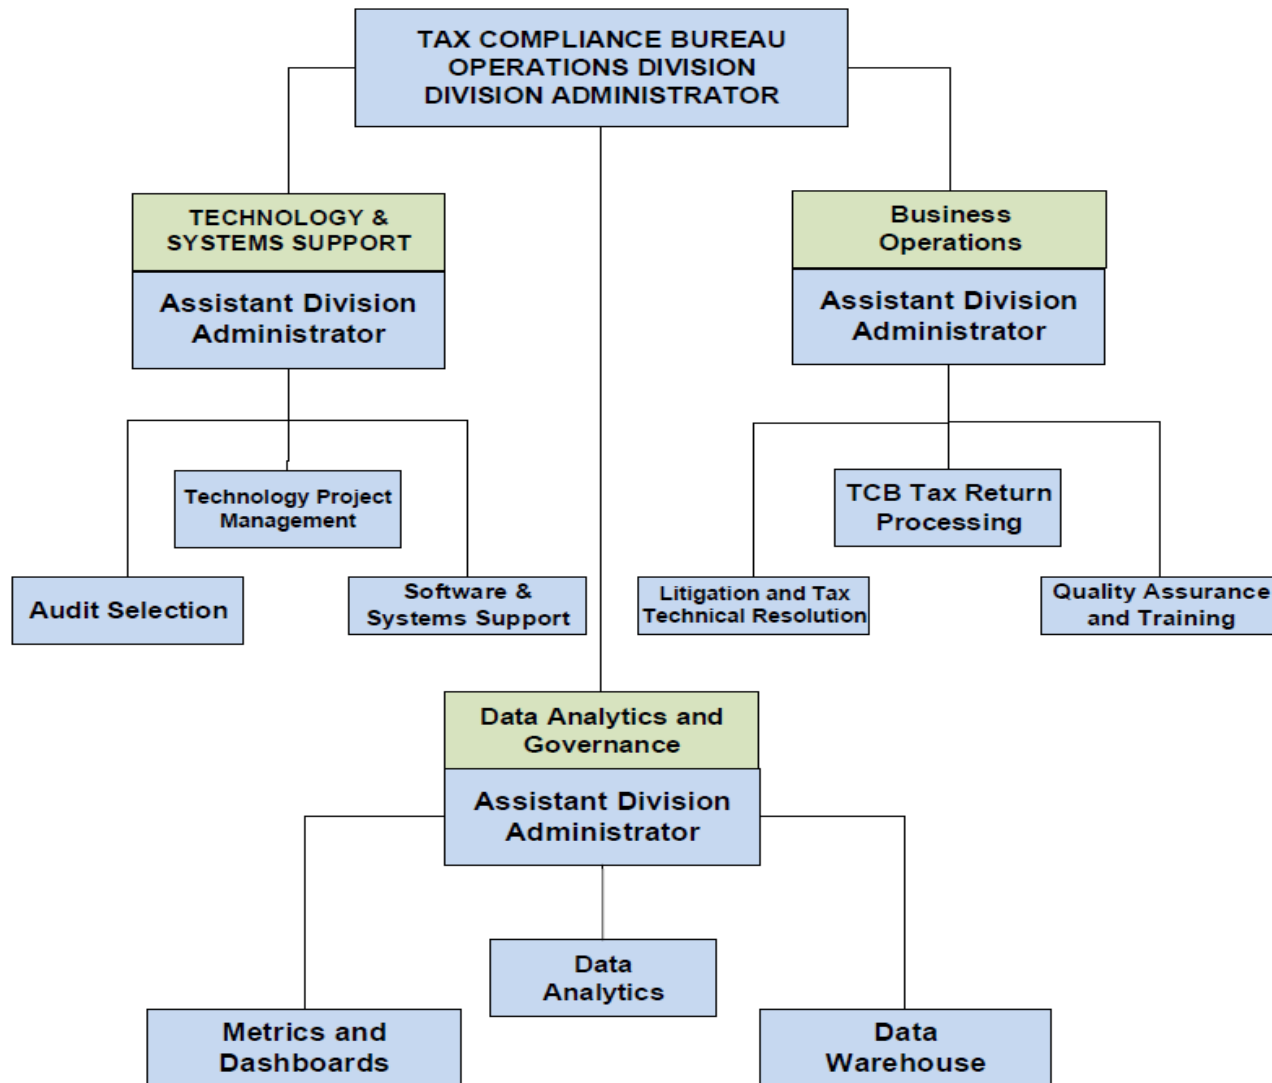 TAX COMPLIANCE BUREAU
OPERATIONS DIVISION
DIVISION ADMINISTRATOR
TECHNOLOGY &
SYSTEMS SUPPORT
Assistant Division
Administrator
Business
Operations
Assistant Division
Administrator
Technology Project
Management
Audit Selection
Software &
Systems Support
TCB Tax Return
Processing
Litigation and Tax
Technical Resolution
Quality Assurance
and Training
Data Analytics and
Governance
Assistant Division
Administrator
Data
Analytics
Metrics and
Dashboards
Data
Warehouse